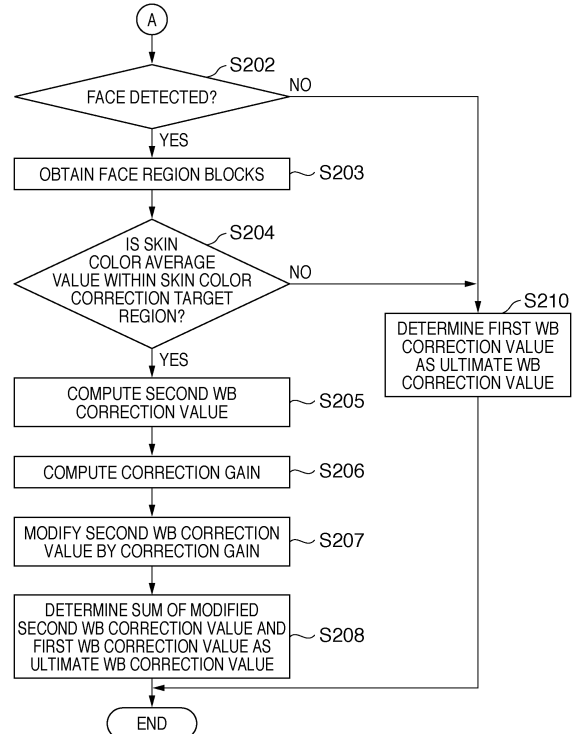 A
S202
FACE DETECTED?
NO
YES
OBTAIN FACE REGION BLOCKS
S203
S204
IS SKIN
COLOR AVERAGE
VALUE WITHIN SKIN COLOR
CORRECTION TARGET
REGION?
NO
YES
S210
DETERMINE FIRST WB
CORRECTION VALUE
AS ULTIMATE WB
CORRECTION VALUE
COMPUTE SECOND WB
CORRECTION VALUE
S205
COMPUTE CORRECTION GAIN
S206
MODIFY SECOND WB CORRECTION
VALUE BY CORRECTION GAIN
S207
DETERMINE SUM OF MODIFIED
SECOND WB CORRECTION VALUE AND
FIRST WB CORRECTION VALUE AS
ULTIMATE WB CORRECTION VALUE
S208
END